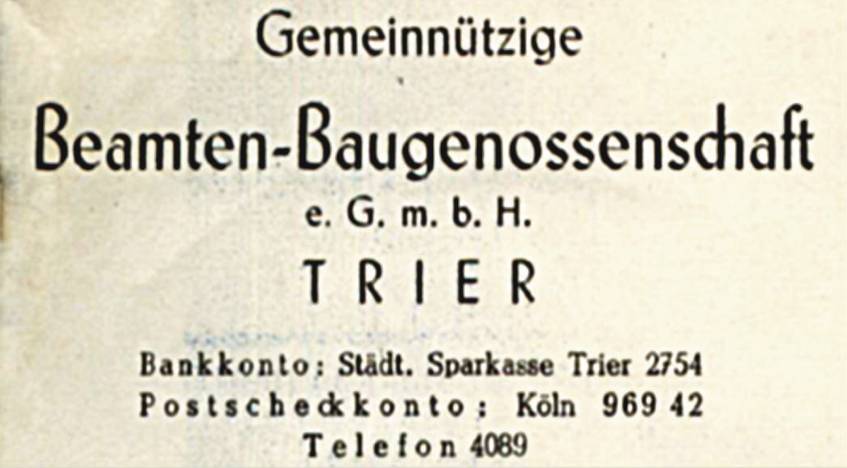 Gemeinnützige
Beamten-Baugenossenschaft
e. G. m. b. H.
TRIER
Bankkonto: Städt. Sparkasse Trier 2754
Postscheckkonto: Köln 969 42
Telefon 4089